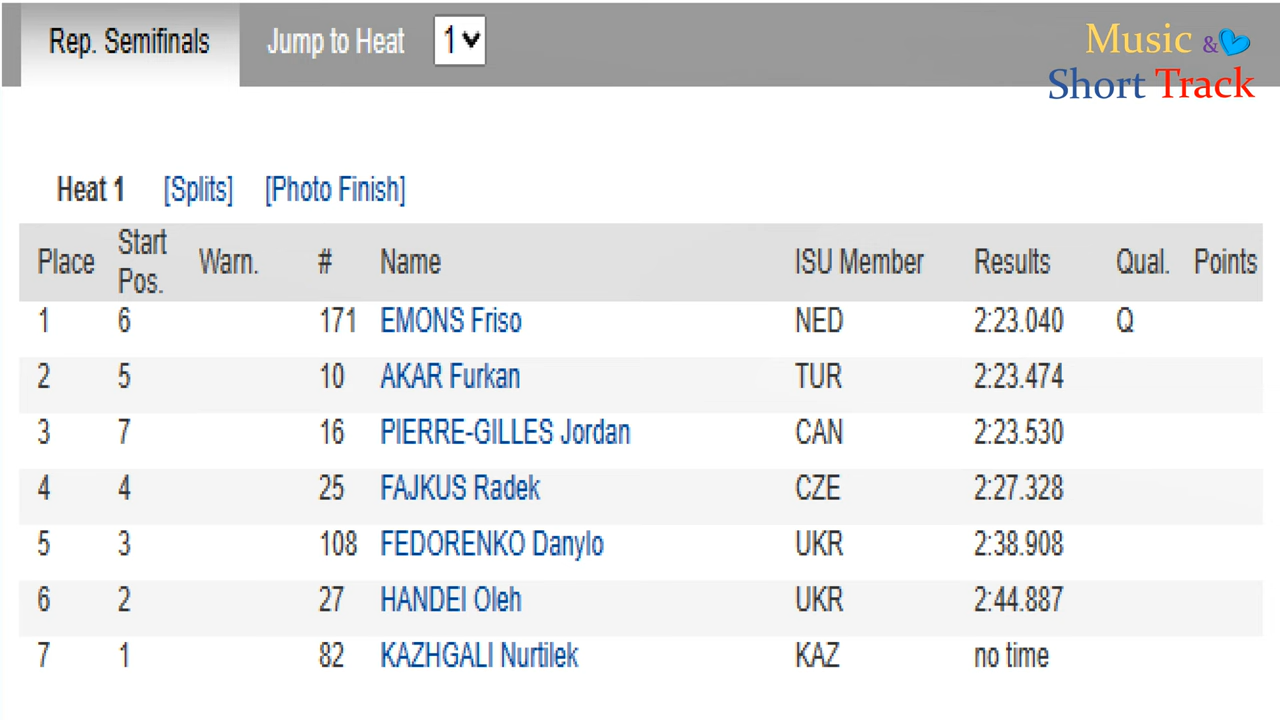 Rep. Semifinals Jump to Heat 1
Music &
Short Track
Heat 1 [Splits] [Photo Finish]
Place Start Pos. Warn. # Name ISU Member Results Qual. Points
1 6 171 EMONS Friso NED 2:23.040 Q
2 5 10 AKAR Furkan TUR 2:23.474
3 7 16 PIERRE-GILLES Jordan CAN 2:23.530
4 4 25 FAJKUS Radek CZE 2:27.328
5 3 108 FEDORENKO Danylo UKR 2:38.908
6 2 27 HANDEI Oleh UKR 2:44.887
7 1 82 KAZHGALI Nurtilek KAZ no time